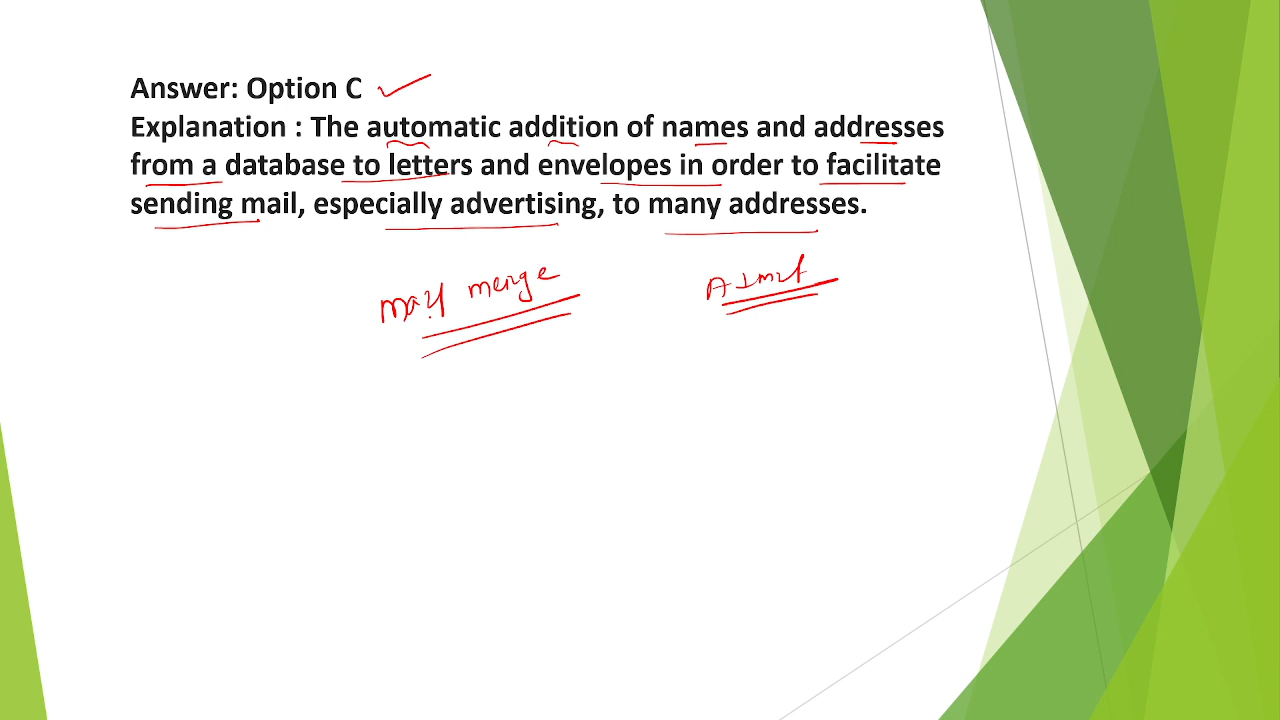 Answer: Option C
Explanation : The automatic addition of names and addresses
from a database to letters and envelopes in order to facilitate
sending mail, especially advertising, to many addresses.
mail merge